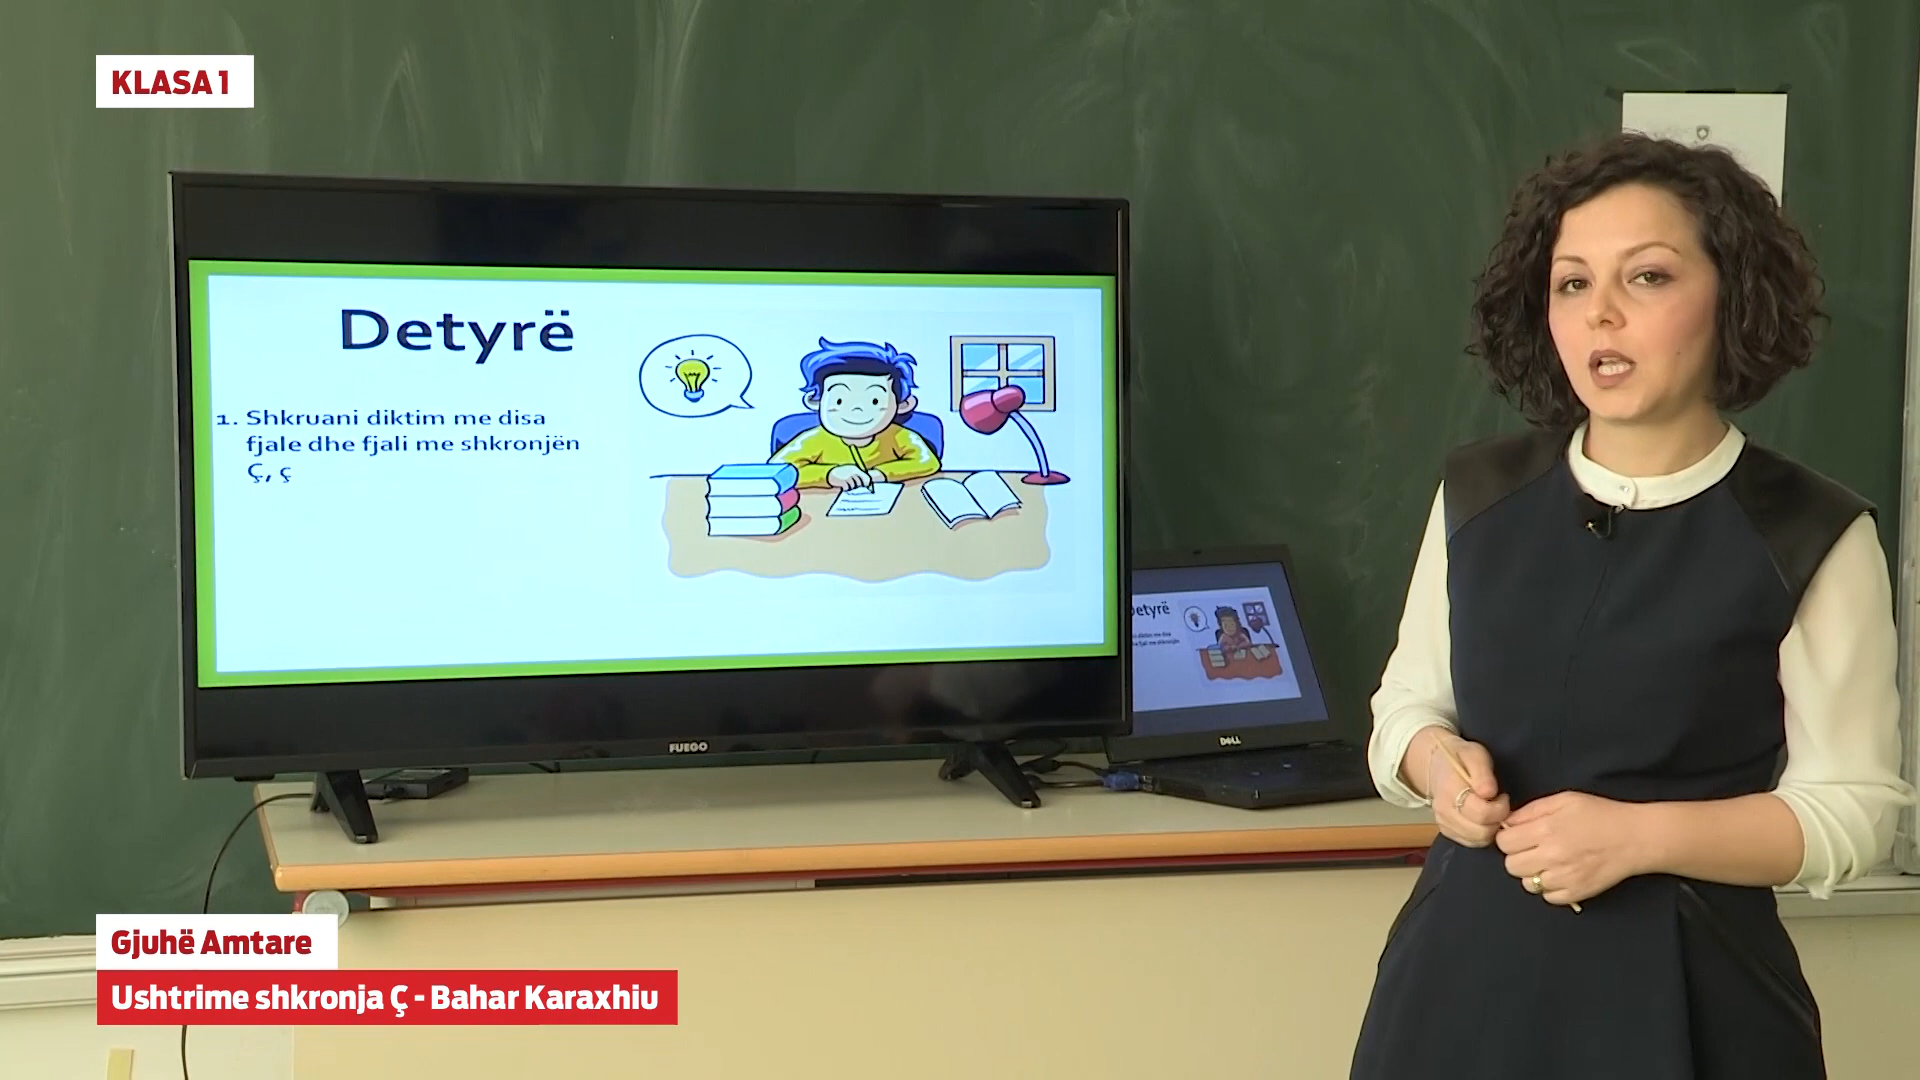 KLASA 1
Detyrë
1. Shkruani diktim me disa
fjale dhe fjali me shkronjën
Ç, ç
FUEGO
Detyrë
DELL
Gjuhë Amtare
Ushtrime shkronja Ç - Bahar Karaxhiu